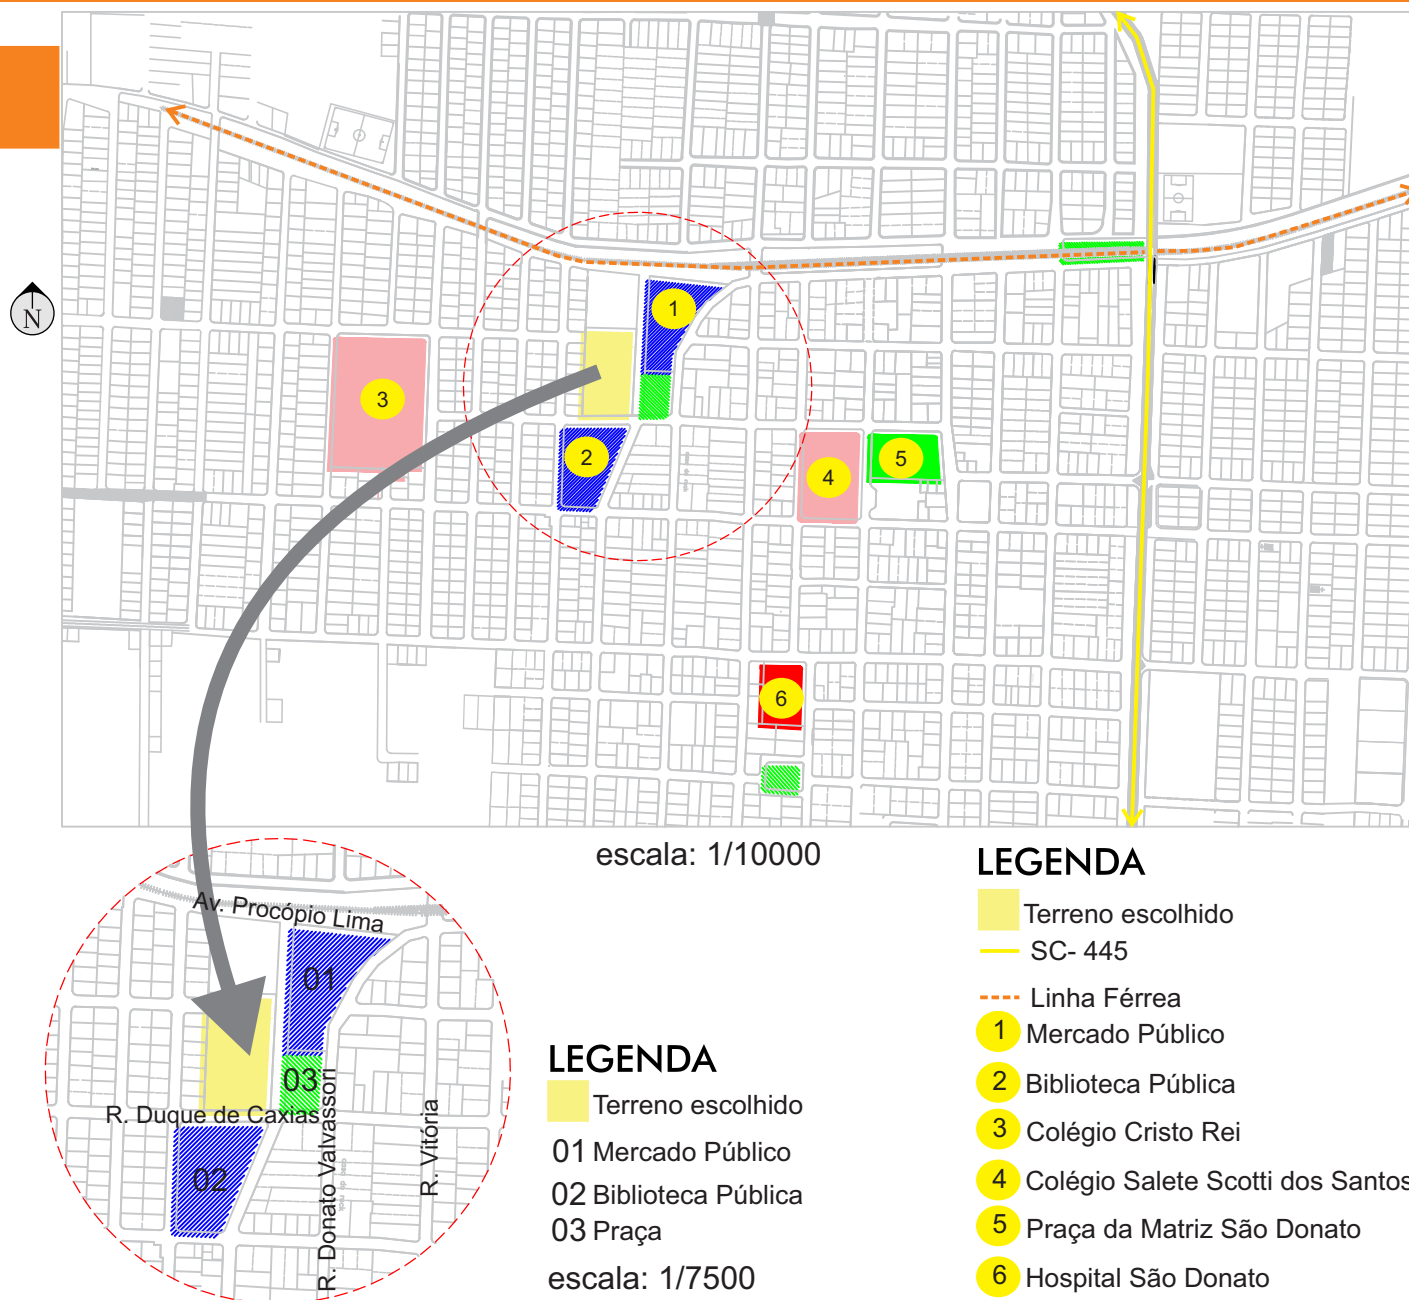 N
1
2
3
4
5
6
escala: 1/10000
Av. Procópio Lima
01
03
R. Duque de Caxias
02
R. Donato Valvassori
R. Vitória
LEGENDA
Terreno escolhido
01 Mercado Público
02 Biblioteca Pública
03 Praça
escala: 1/7500
LEGENDA
Terreno escolhido
SC- 445
Linha Férrea
1 Mercado Público
2 Biblioteca Pública
3 Colégio Cristo Rei
4 Colégio Salete Scotti dos Santos
5 Praça da Matriz São Donato
6 Hospital São Donato